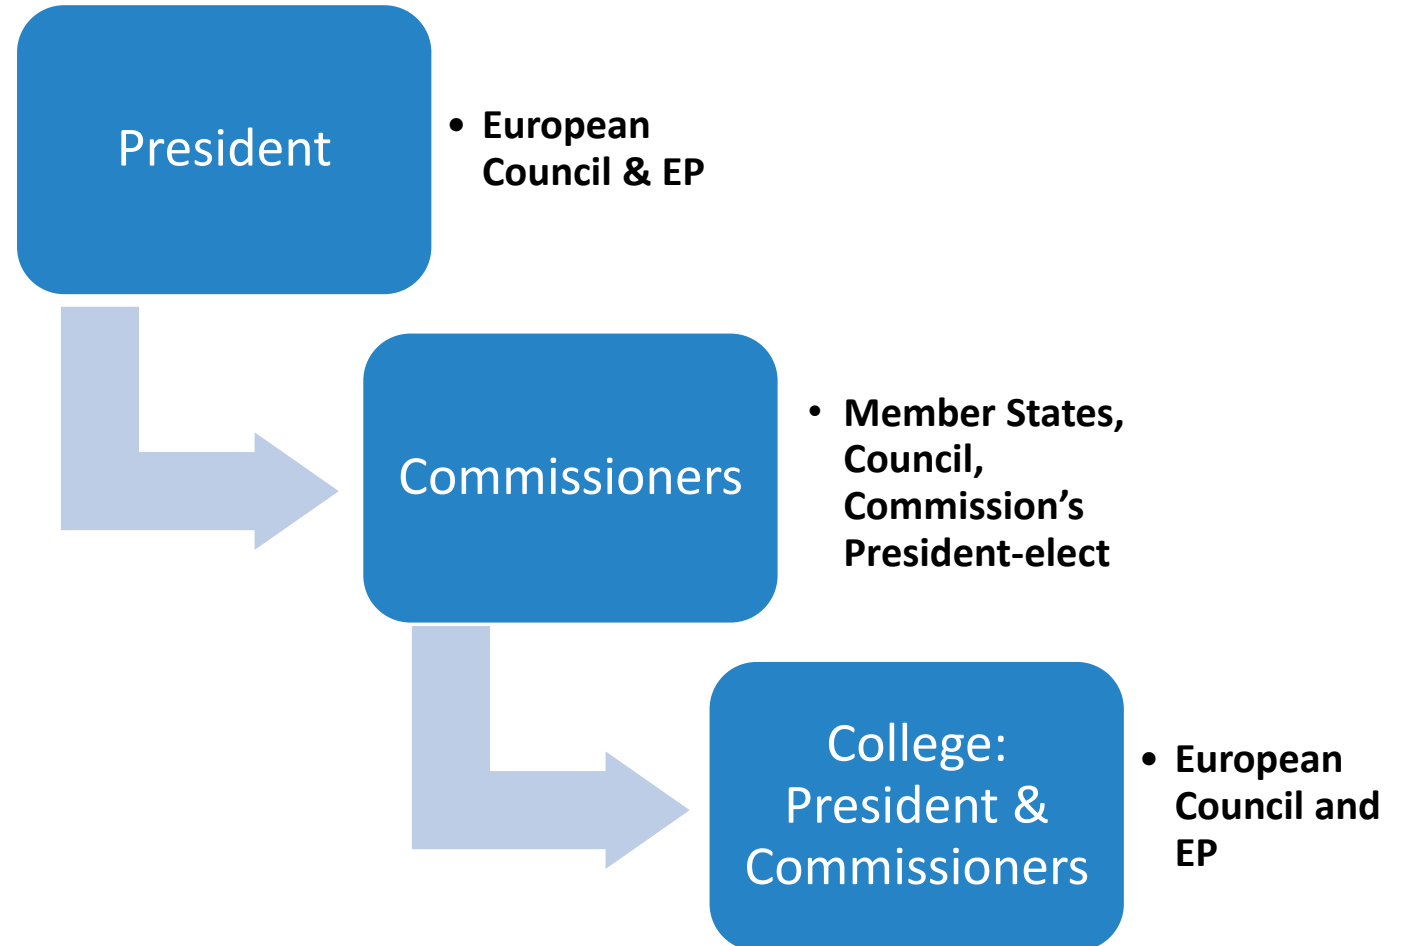 President
• European
Council & EP
Commissioners
• Member States,
Council,
Commission’s
President-elect
College:
President &
Commissioners
• European
Council and
EP